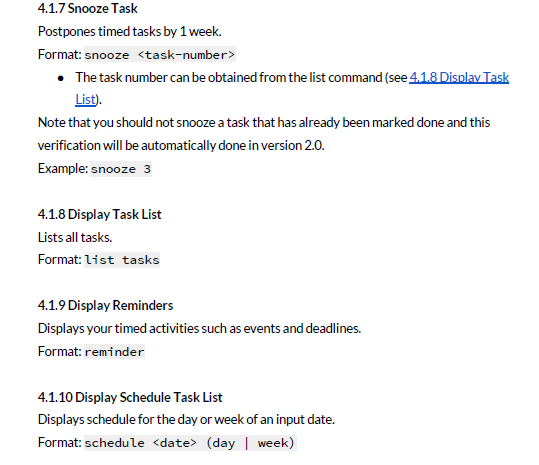 4.1.7 Snooze Task
Postpones timed tasks by 1 week.
Format: snooze <task-number>
● The task number can be obtained from the list command (see 4.1.8 Display Task
List).
Note that you should not snooze a task that has already been marked done and this
verification will be automatically done in version 2.0.
Example: snooze 3
4.1.8 Display Task List
Lists all tasks.
Format: list tasks
4.1.9 Display Reminders
Displays your timed activities such as events and deadlines.
Format: reminder
4.1.10 Display Schedule Task List
Displays schedule for the day or week of an input date.
Format: schedule <date> (day | week)